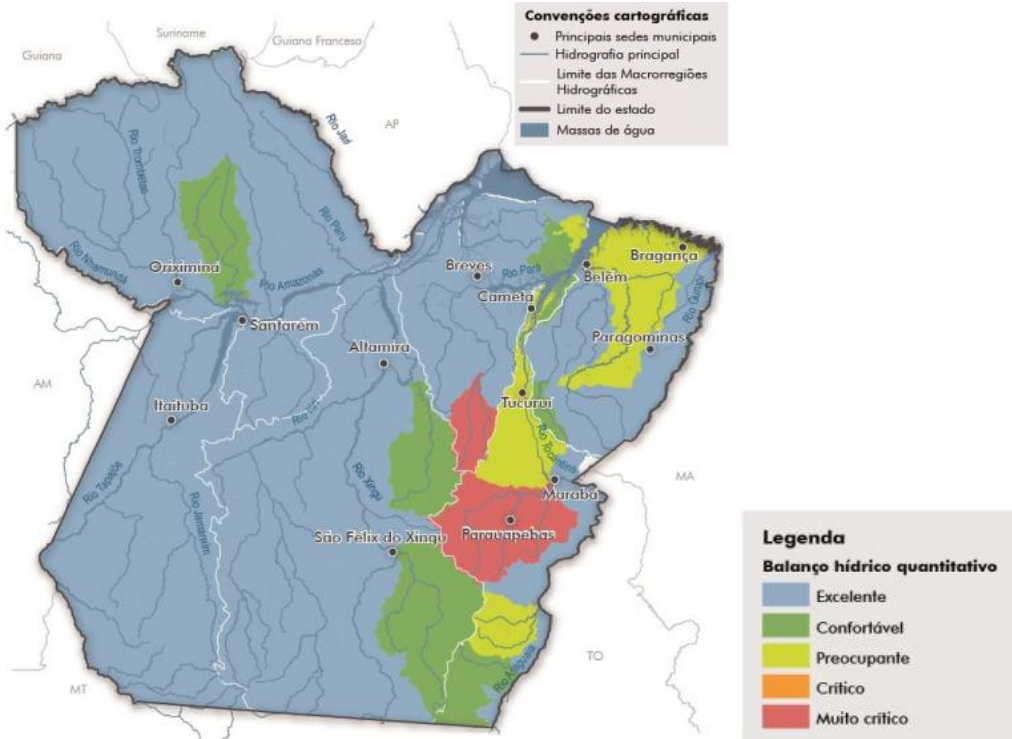 Suriname
Guiana
Guiana Francesa
Convenções cartográficas
Principais sedes municipais
Hidrografia principal
Limite das Macrorregiões
Hidrográficas
Limite do estado
Massas de água
AP
Rio Jari
Rio Trombetas
Rio Paru
Rio Nhamundá
Oriximiná
Rio Amazonas
Breves
Rio Pará
Belém
Bragança
Rio Gurupi
Cametá
Santarém
Altamira
Paragominas
AM
Itaituba
Rio Iriri
Tucuruí
Rio Tocantins
Rio Tapajós
Rio Xingu
Marabá
MA
Rio Jamanxim
São Félix do Xingu
Parauapebas
Rio Araguaia
TO
MT
Legenda
Balanço hídrico quantitativo
Excelente
Confortável
Preocupante
Crítico
Muito crítico